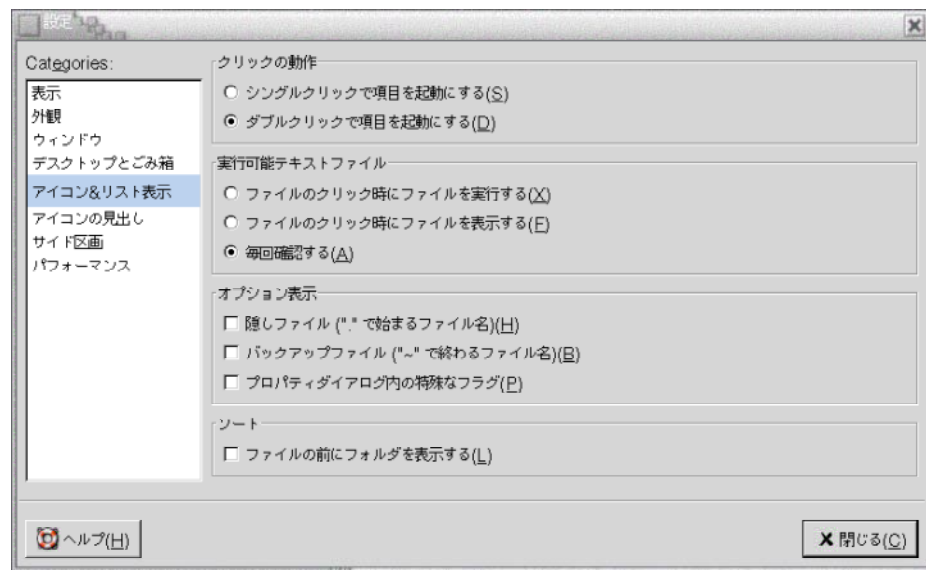 設定
Categories:
表示
外観
ウィンドウ
デスクトップとごみ箱
アイコン&リスト表示
アイコンの見出し
サイド区画
パフォーマンス
クリックの動作
シングルクリックで項目を起動にする(S)
ダブルクリックで項目を起動にする(D)
実行可能テキストファイル
ファイルのクリック時にファイルを実行する(X)
ファイルのクリック時にファイルを表示する(F)
毎回確認する(A)
オプション表示
隠しファイル ("." で始まるファイル名)(H)
バックアップファイル ("~" で終わるファイル名)(B)
プロパティダイアログ内の特殊なフラグ(P)
ソート
ファイルの前にフォルダを表示する(L)
ヘルプ(H)
閉じる(C)